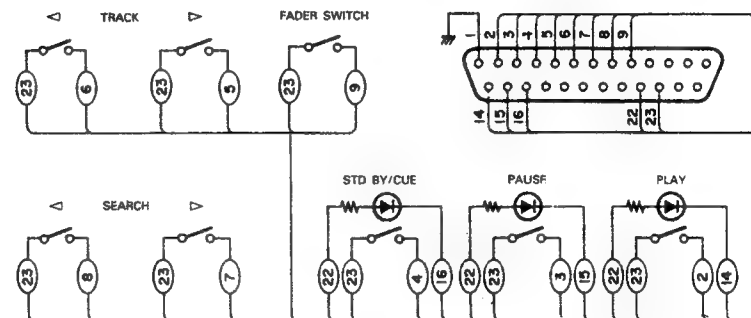 ◁ TRACK ▷ FADER SWITCH
1 2 3 4 5 6 7 8 9
23 6 23 5 23 9
14 15 16 22 23
STD BY/CUE PAUSE PLAY
◁ SEARCH ▷
23 8 23 7 22 23 4 16 22 23 3 15 22 23 2 14